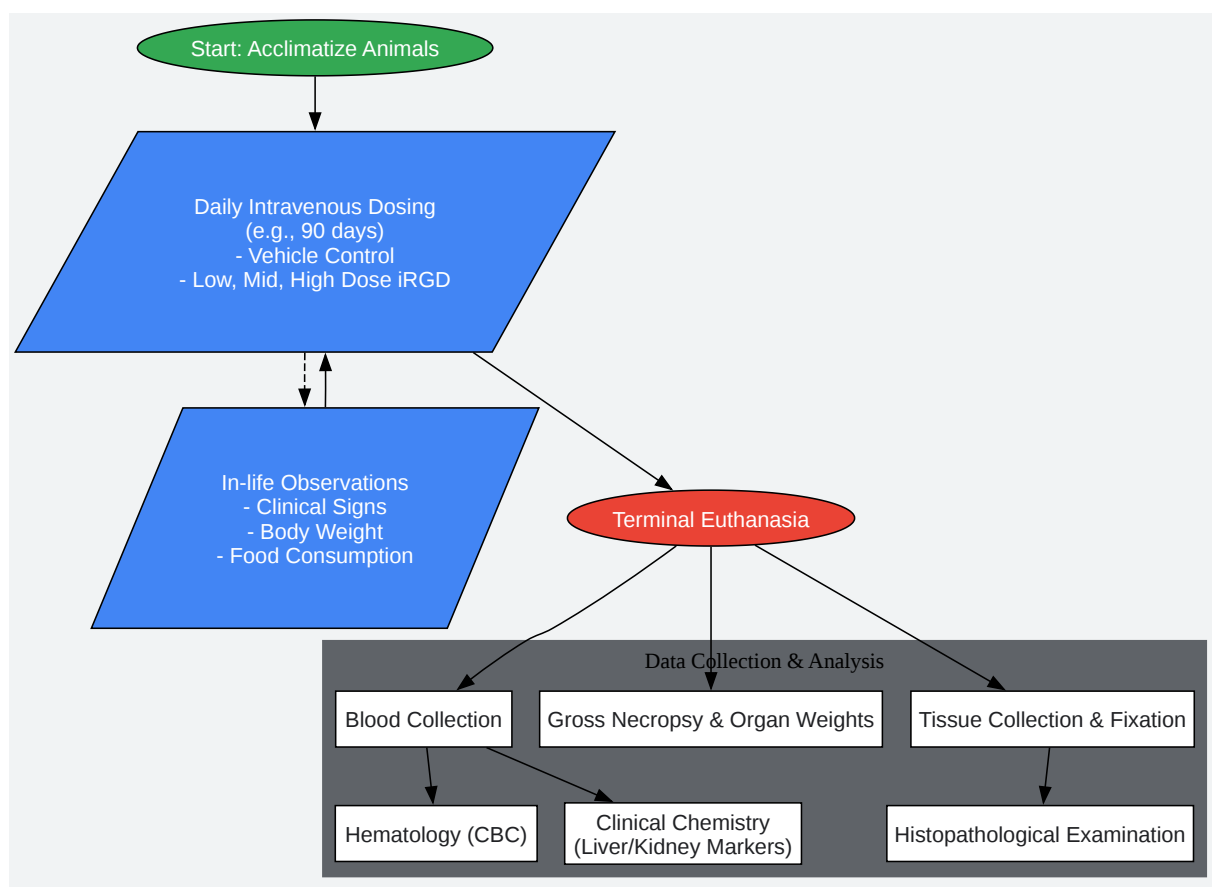 Start: Acclimatize Animals
Daily Intravenous Dosing
(e.g., 90 days)
- Vehicle Control
- Low, Mid, High Dose iRGD
In-life Observations
- Clinical Signs
- Body Weight
- Food Consumption
Terminal Euthanasia
Data Collection & Analysis
Blood Collection
Gross Necropsy & Organ Weights
Tissue Collection & Fixation
Hematology (CBC)
Clinical Chemistry
(Liver/Kidney Markers)
Histopathological Examination